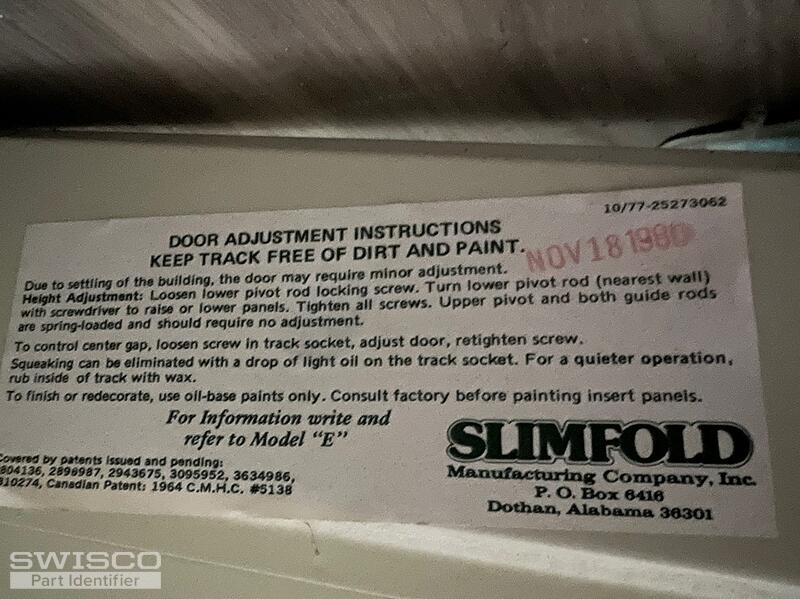 10/77-25273062
DOOR ADJUSTMENT INSTRUCTIONS
KEEP TRACK FREE OF DIRT AND PAINT.
NOV 18 1980
Due to settling of the building, the door may require minor adjustment.
Height Adjustment: Loosen lower pivot rod locking screw. Turn lower pivot rod (nearest wall)
with screwdriver to raise or lower panels. Tighten all screws. Upper pivot and both guide rods
are spring-loaded and should require no adjustment.
To control center gap, loosen screw in track socket, adjust door, retighten screw.
Squeaking can be eliminated with a drop of light oil on the track socket. For a quieter operation,
rub inside of track with wax.
To finish or redecorate, use oil-base paints only. Consult factory before painting insert panels.
For Information write and
refer to Model "E"
Covered by patents issued and pending:
804136, 2896987, 2943675, 3095952, 3634986,
810274, Canadian Patent: 1964 C.M.H.C. #5138
SLIMFOLD
Manufacturing Company, Inc.
P. O. Box 6416
Dothan, Alabama 36301
SWISCO
Part Identifier